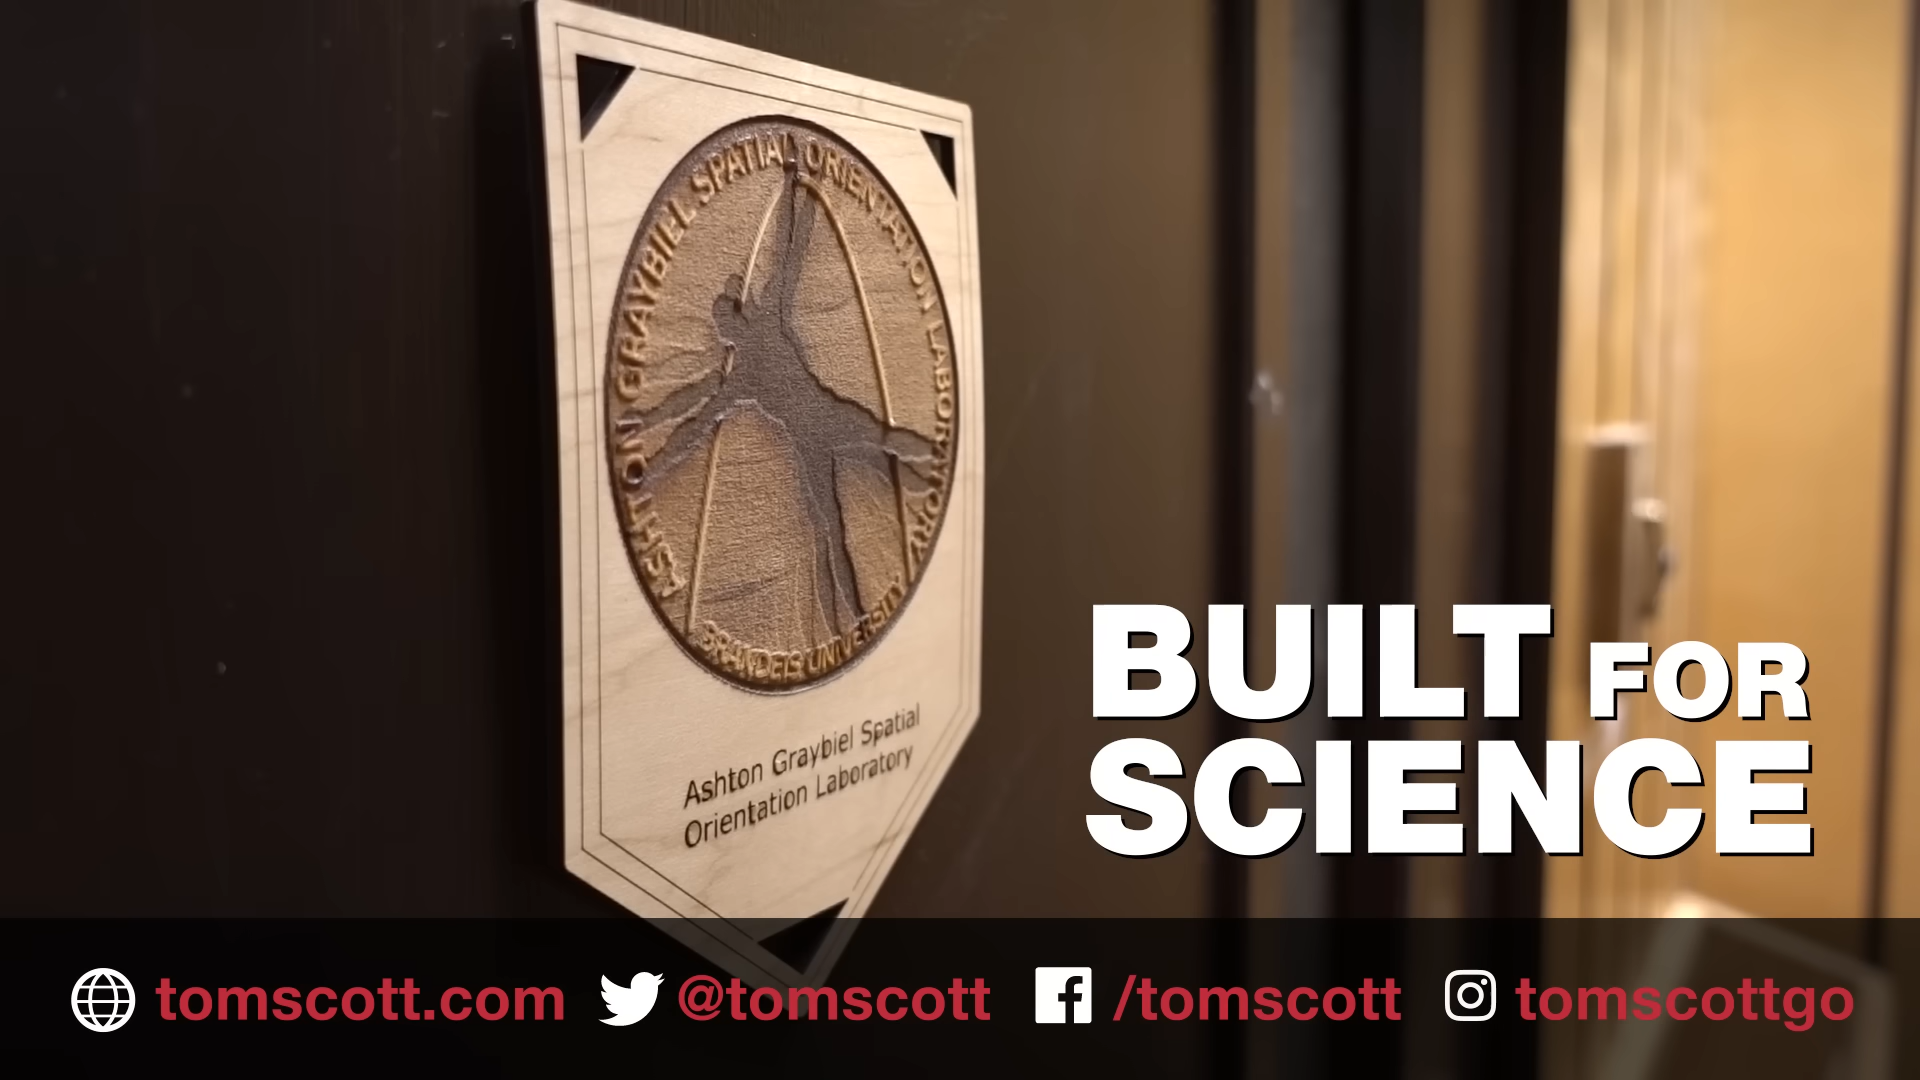 ASHTON GRAYBIEL SPATIAL ORIENTATION LABORATORY
BRANDEIS UNIVERSITY
Ashton Graybiel Spatial
Orientation Laboratory
BUILT FOR
SCIENCE
tomscott.com @tomscott /tomscott tomscottgo